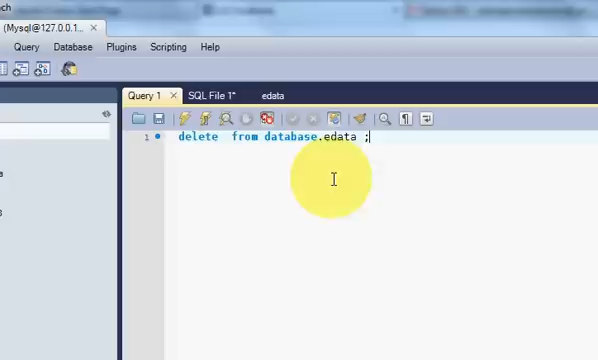 (Mysql@127.0.0.1...
Query Database Plugins Scripting Help
Query 1 SQL File 1* edata
1 delete from database.edata ;